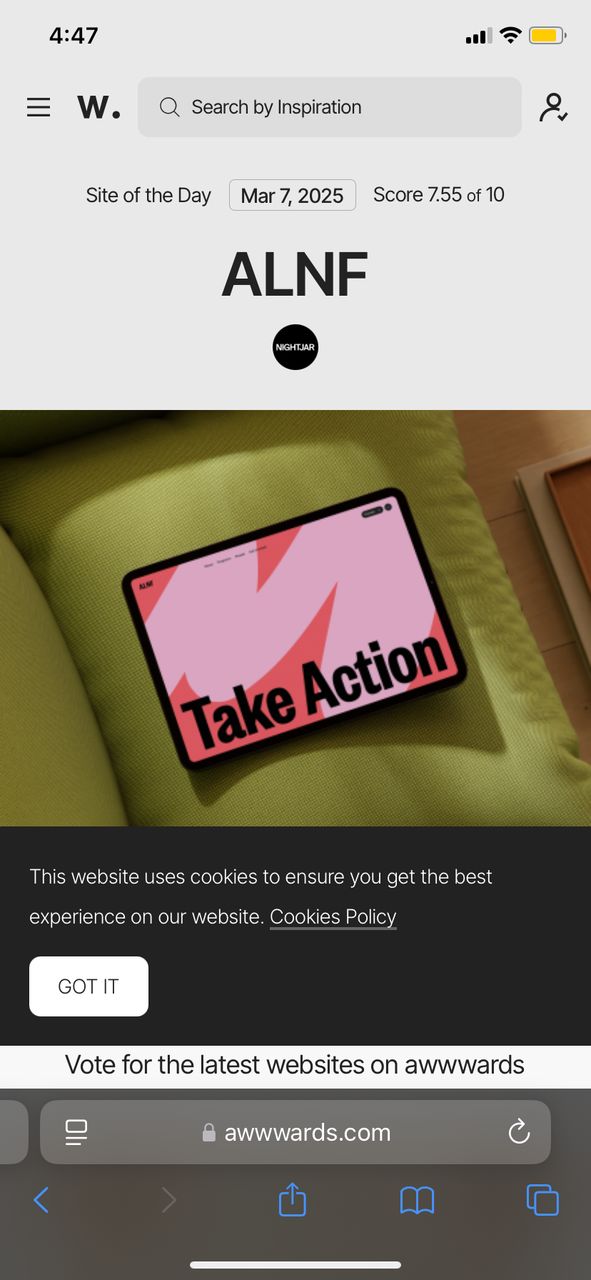 4:47
W.
Search by Inspiration
Site of the Day
Mar 7, 2025
Score 7.55 of 10
ALNF
NIGHTJAR
ALNF
Take Action
This website uses cookies to ensure you get the best
experience on our website. Cookies Policy
GOT IT
Vote for the latest websites on awwwards
awwwards.com